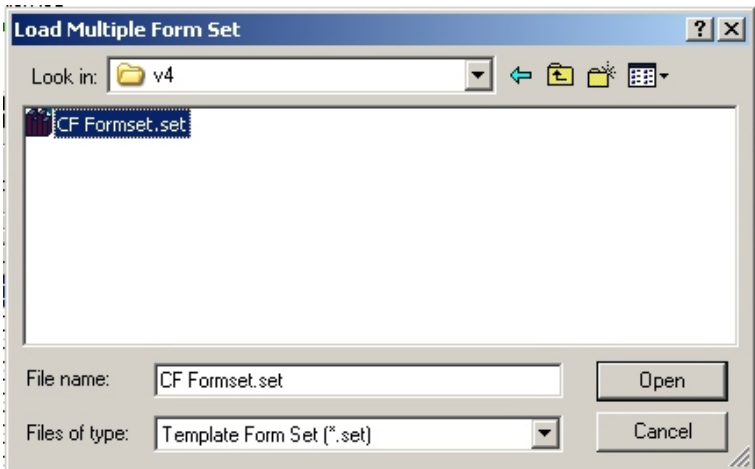 Load Multiple Form Set
Look in: v4
CF Formset.set
File name: CF Formset.set
Open
Files of type: Template Form Set (*.set)
Cancel